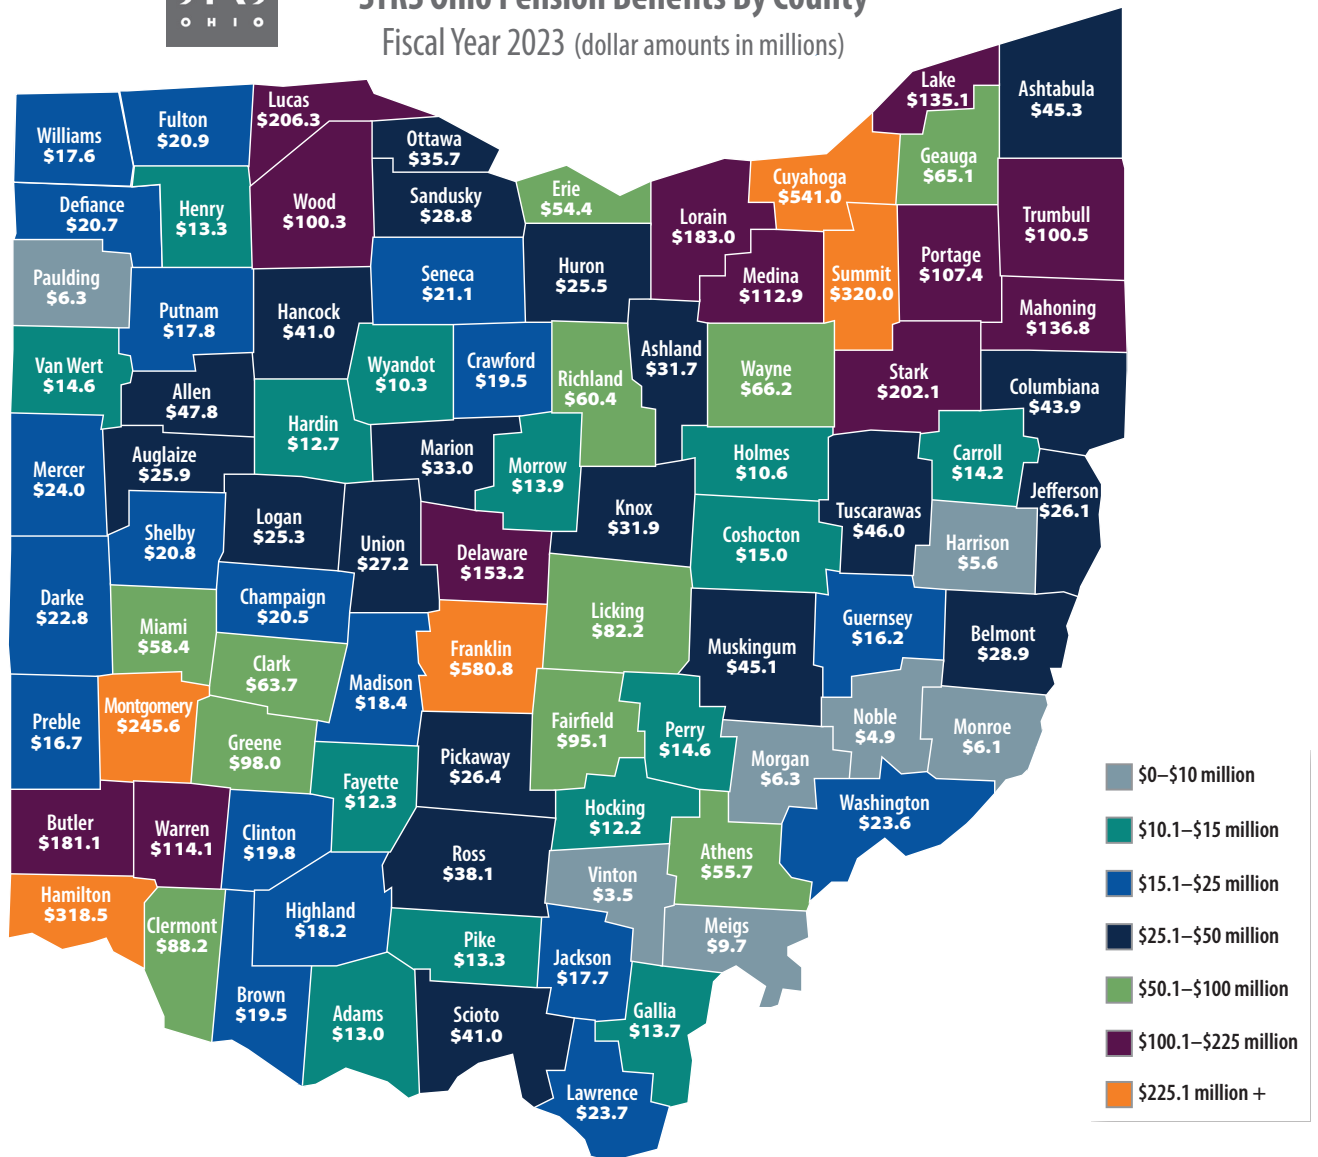 OHIO
STRS Ohio Pension Benefits By County
Fiscal Year 2023 (dollar amounts in millions)
Williams
$17.6
Fulton
$20.9
Lucas
$206.3
Ottawa
$35.7
Lake
$135.1
Ashtabula
$45.3
Geauga
$65.1
Cuyahoga
$541.0
Erie
$54.4
Sandusky
$28.8
Wood
$100.3
Henry
$13.3
Defiance
$20.7
Lorain
$183.0
Trumbull
$100.5
Portage
$107.4
Summit
$320.0
Medina
$112.9
Huron
$25.5
Seneca
$21.1
Paulding
$6.3
Putnam
$17.8
Hancock
$41.0
Mahoning
$136.8
Van Wert
$14.6
Allen
$47.8
Wyandot
$10.3
Crawford
$19.5
Richland
$60.4
Ashland
$31.7
Wayne
$66.2
Stark
$202.1
Columbiana
$43.9
Hardin
$12.7
Mercer
$24.0
Auglaize
$25.9
Marion
$33.0
Morrow
$13.9
Holmes
$10.6
Carroll
$14.2
Jefferson
$26.1
Tuscarawas
$46.0
Knox
$31.9
Logan
$25.3
Shelby
$20.8
Union
$27.2
Delaware
$153.2
Coshocton
$15.0
Harrison
$5.6
Darke
$22.8
Champaign
$20.5
Miami
$58.4
Licking
$82.2
Guernsey
$16.2
Belmont
$28.9
Muskingum
$45.1
Franklin
$580.8
Clark
$63.7
Madison
$18.4
Preble
$16.7
Montgomery
$245.6
Greene
$98.0
Fairfield
$95.1
Perry
$14.6
Noble
$4.9
Monroe
$6.1
Morgan
$6.3
Pickaway
$26.4
Fayette
$12.3
Hocking
$12.2
Washington
$23.6
Butler
$181.1
Warren
$114.1
Clinton
$19.8
Ross
$38.1
Athens
$55.7
Vinton
$3.5
Hamilton
$318.5
Clermont
$88.2
Highland
$18.2
Pike
$13.3
Jackson
$17.7
Meigs
$9.7
Brown
$19.5
Adams
$13.0
Scioto
$41.0
Gallia
$13.7
Lawrence
$23.7
$0–$10 million
$10.1–$15 million
$15.1–$25 million
$25.1–$50 million
$50.1–$100 million
$100.1–$225 million
$225.1 million +